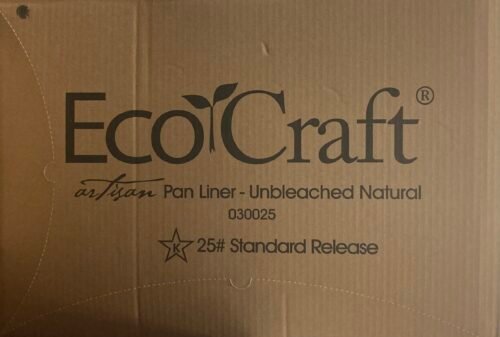 EcoCraft®
artisan Pan Liner - Unbleached Natural
030025
K 25# Standard Release